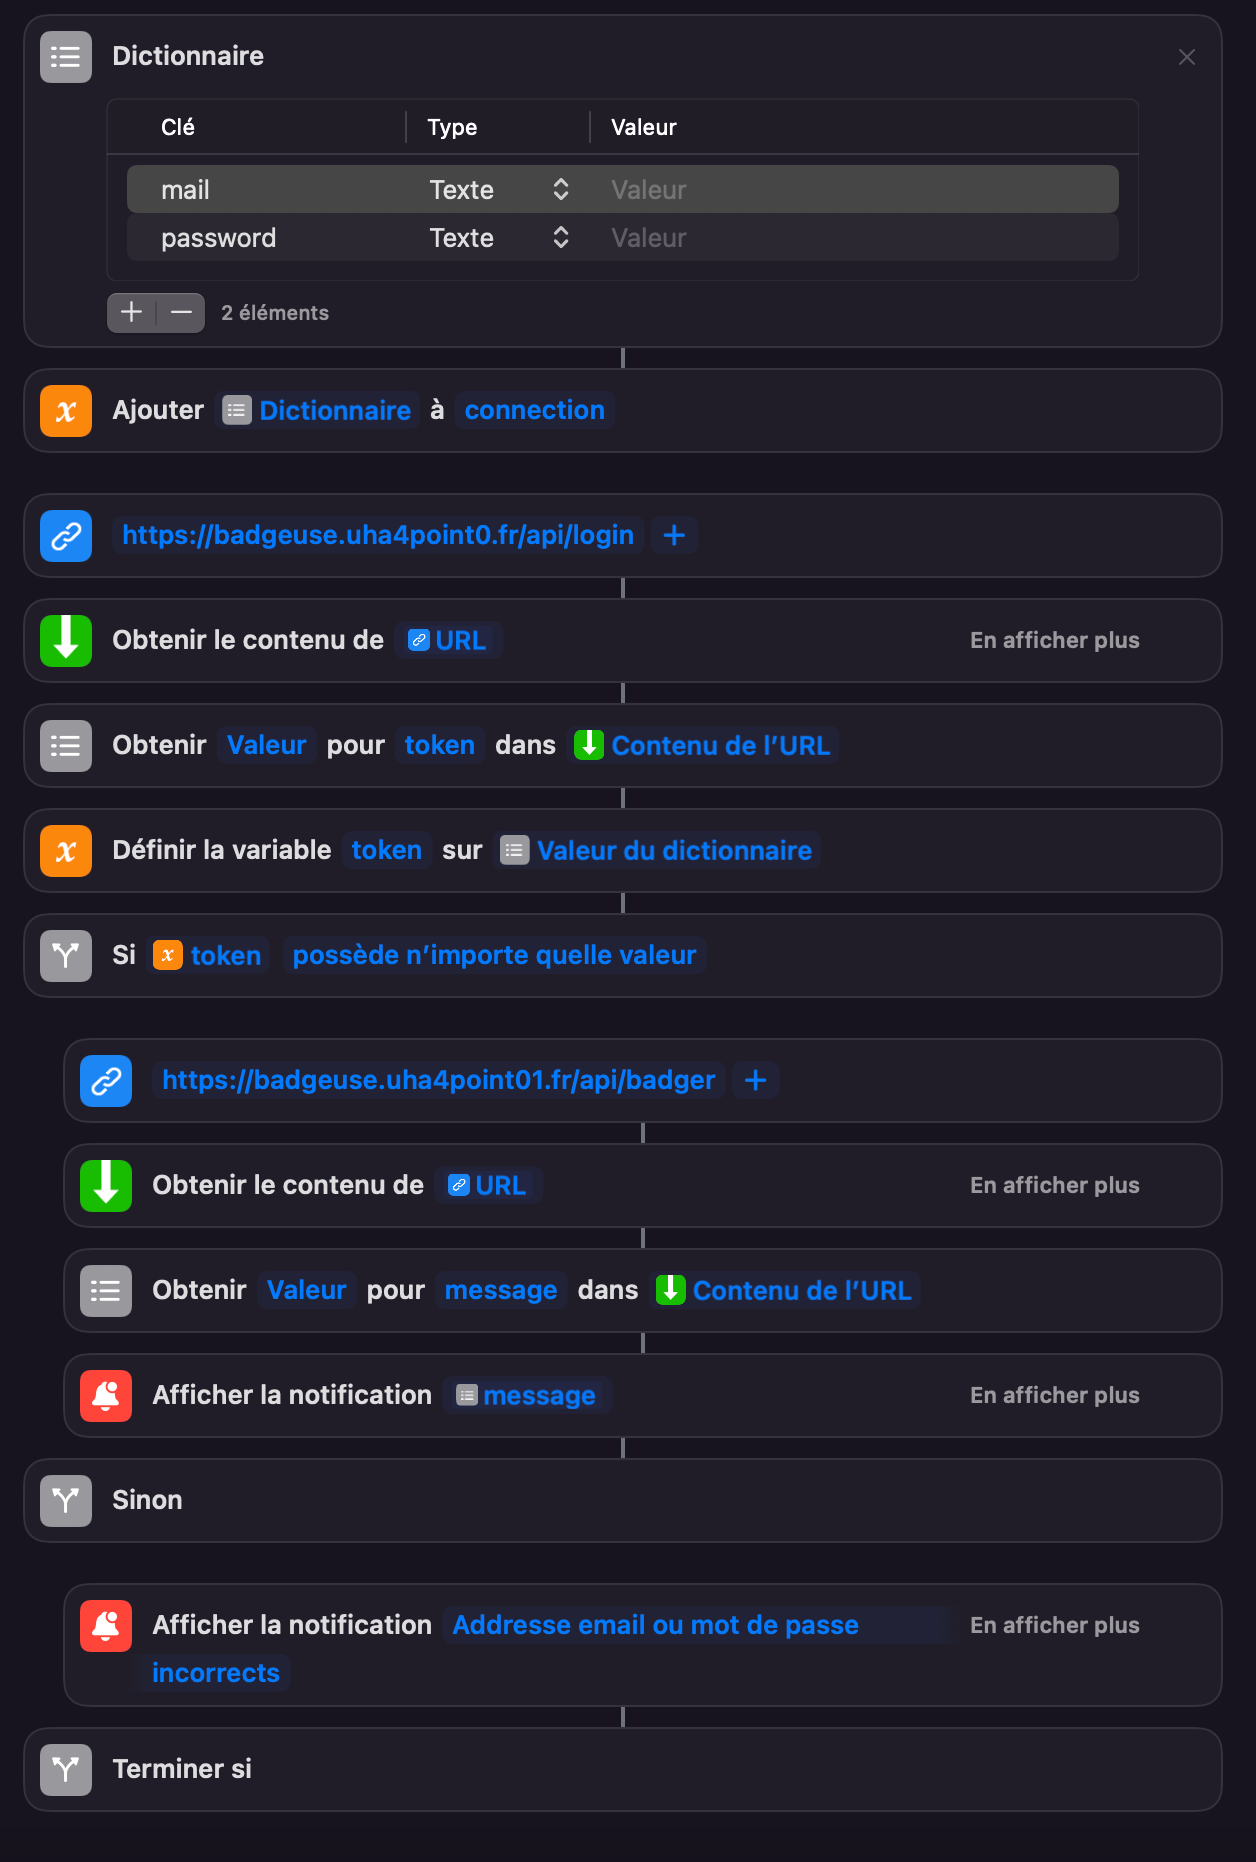 Dictionnaire
Clé Type Valeur
mail Texte Valeur
password Texte Valeur
2 éléments
Ajouter Dictionnaire à connection
https://badgeuse.uha4point0.fr/api/login
Obtenir le contenu de URL En afficher plus
Obtenir Valeur pour token dans Contenu de l’URL
Définir la variable token sur Valeur du dictionnaire
Si token possède n’importe quelle valeur
https://badgeuse.uha4point01.fr/api/badger
Obtenir le contenu de URL En afficher plus
Obtenir Valeur pour message dans Contenu de l’URL
Afficher la notification message En afficher plus
Sinon
Afficher la notification Addresse email ou mot de passe En afficher plus
incorrects
Terminer si